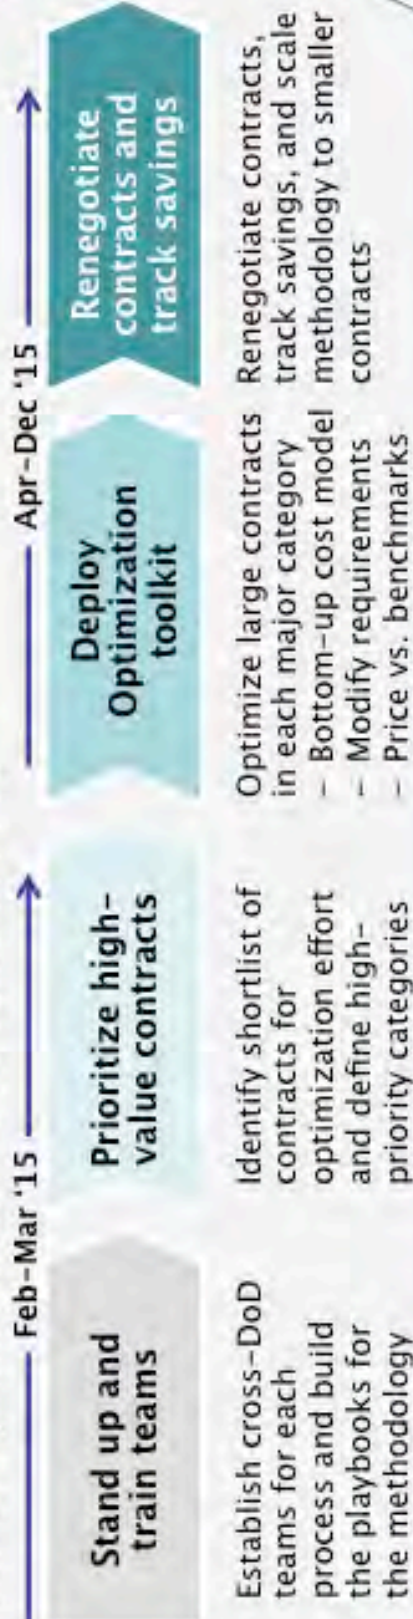 Feb-Mar '15
Apr-Dec '15
Stand up and
train teams
Prioritize high-
value contracts
Deploy
Optimization
toolkit
Renegotiate
contracts and
track savings
Establish cross-DoD
teams for each
process and build
the playbooks for
the methodology
Identify shortlist of
contracts for
optimization effort
and define high-
priority categories
Optimize large contracts
in each major category
– Bottom-up cost model
– Modify requirements
– Price vs. benchmarks
Renegotiate contracts,
track savings, and scale
methodology to smaller
contracts